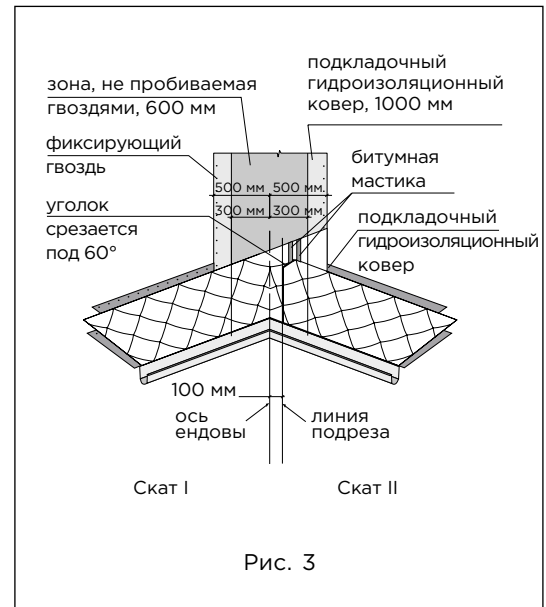 зона, не пробиваемая
гвоздями, 600 мм
подкладочный
гидроизоляционный
ковер, 1000 мм
фиксирующий
гвоздь
битумная
мастика
500 мм 500 мм
уголок
срезается
под 60°
300 мм 300 мм
подкладочный
гидроизоляционный
ковер
100 мм
ось
ендовы
линия
подреза
Скат I Скат II
Рис. 3